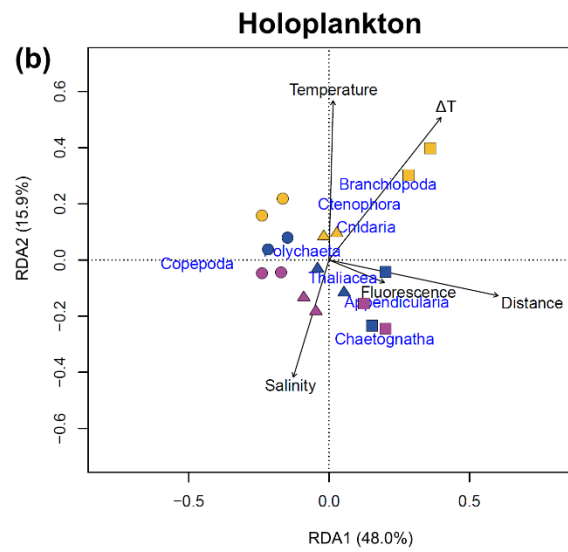 Holoplankton
(b)
Temperature
ΔT
Branchiopoda
Ctenophora
Cnidaria
Polychaeta
Copepoda
Thaliacea
Fluorescence
Distance
Appendicularia
Chaetognatha
Salinity
RDA2 (15.9%)
0.6
0.4
0.2
0.0
−0.2
−0.4
−0.6
−0.5
0.0
0.5
RDA1 (48.0%)